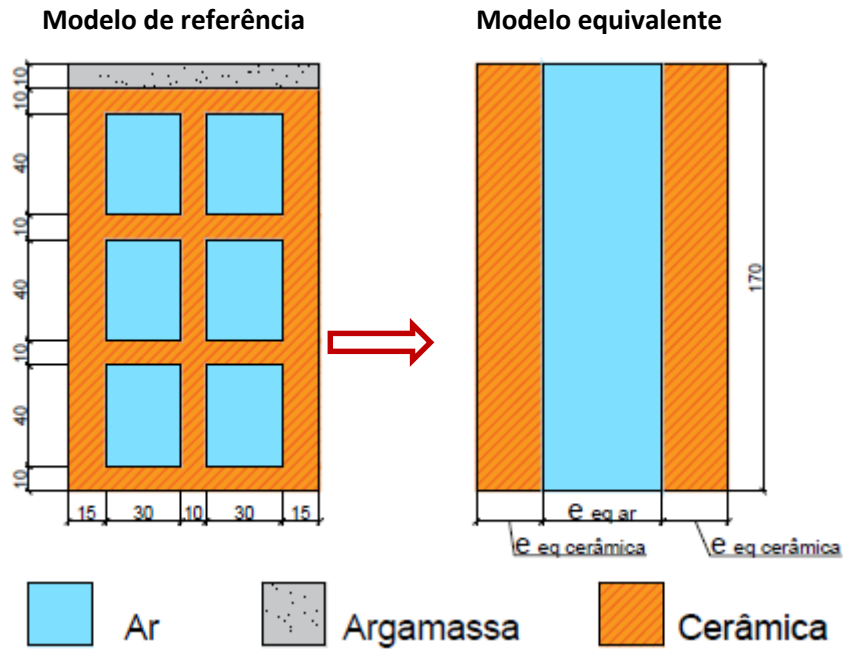 Modelo de referência
Modelo equivalente
10
10
40
10
40
10
40
10
15 30 10 30 15
170
e eq ar
e eq cerâmica
e eq cerâmica
Ar
Argamassa
Cerâmica